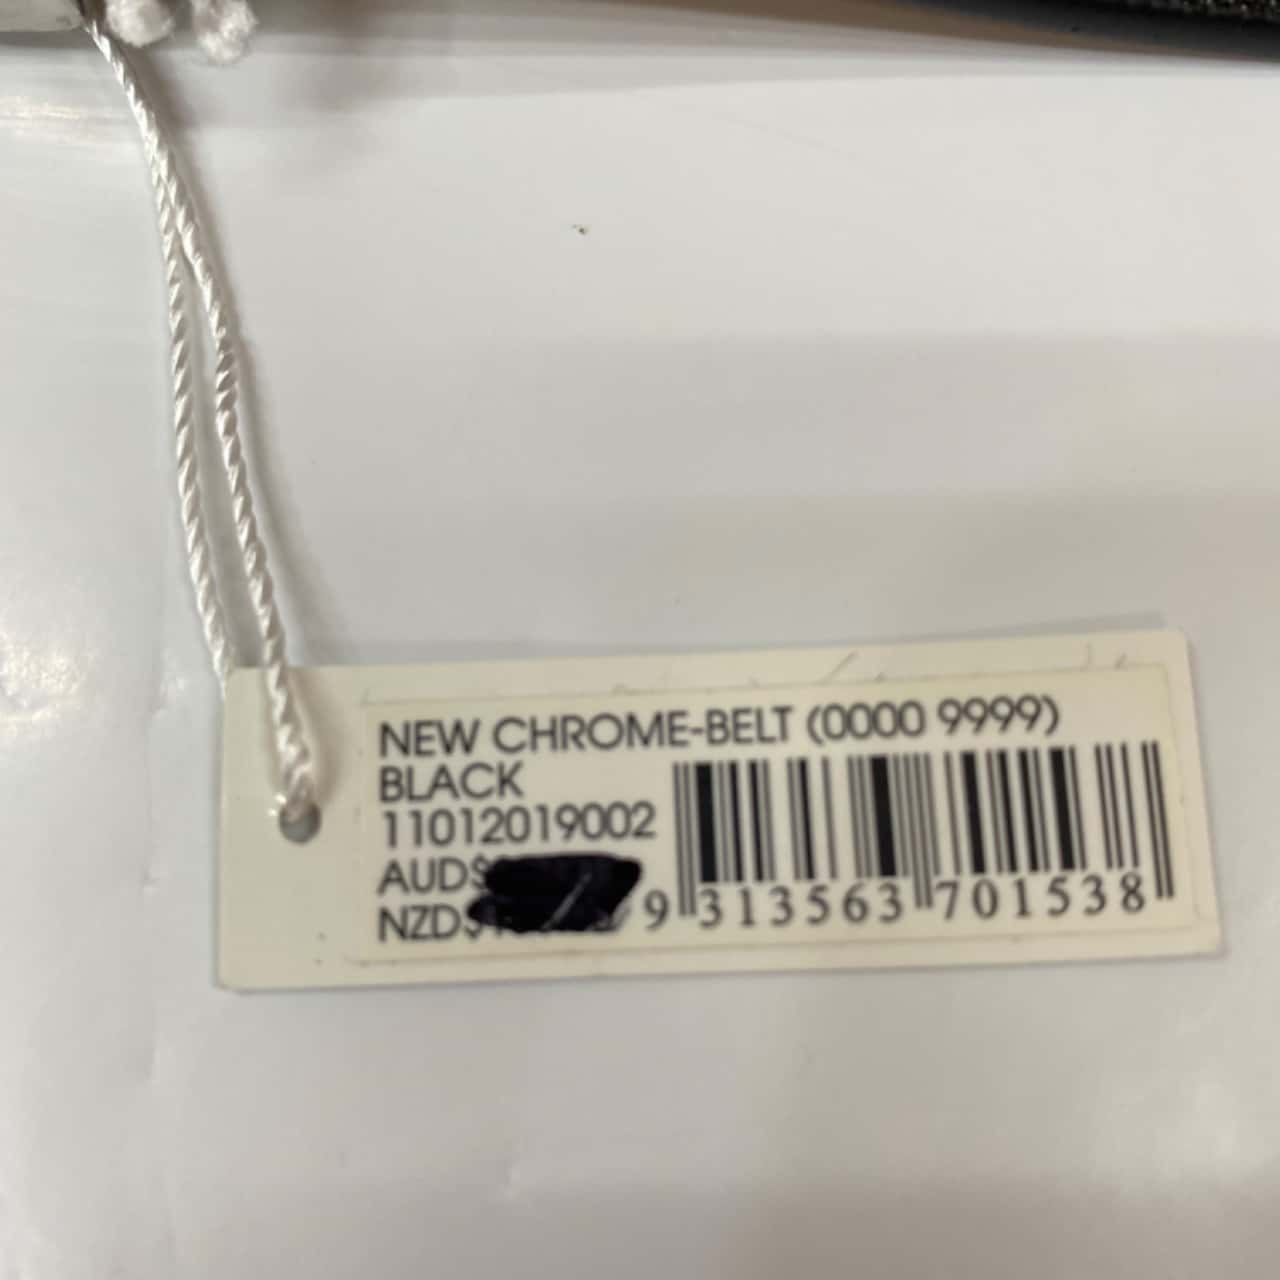 NEW CHROME-BELT (0000 9999)
BLACK
11012019002
AUD$
NZD$
9 313563 701538